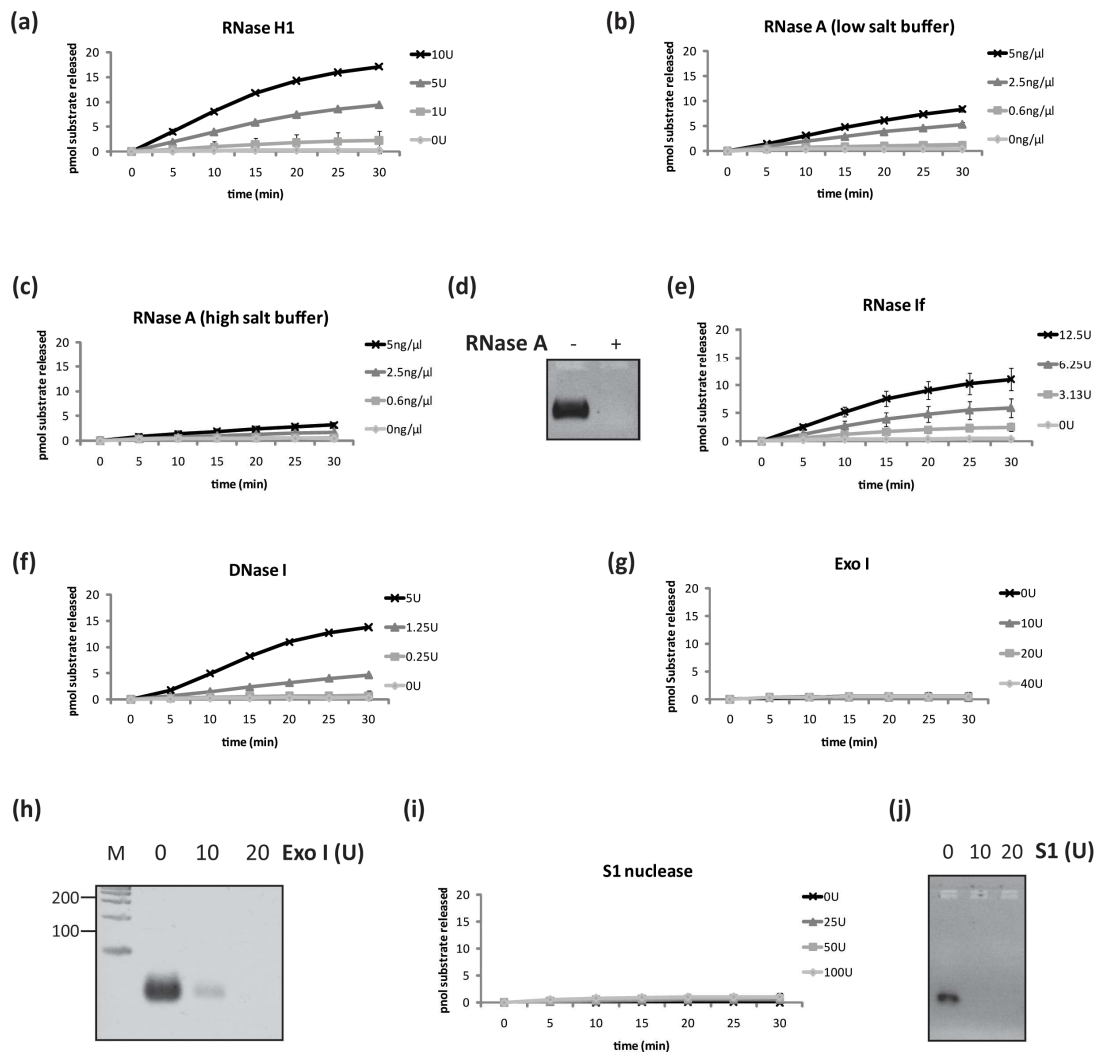 (a)
RNase H1
pmol substrate released
20
15
10
5
0
0 5 10 15 20 25 30
time (min)
10U
5U
1U
0U
(b)
RNase A (low salt buffer)
pmol substrate released
20
15
10
5
0
0 5 10 15 20 25 30
time (min)
5ng/µl
2.5ng/µl
0.6ng/µl
0ng/µl
(c)
RNase A (high salt buffer)
pmol substrate released
20
15
10
5
0
0 5 10 15 20 25 30
time (min)
5ng/µl
2.5ng/µl
0.6ng/µl
0ng/µl
(d)
RNase A - +
(e)
RNase If
pmol substrate released
20
15
10
5
0
0 5 10 15 20 25 30
time (min)
12.5U
6.25U
3.13U
0U
(f)
DNase I
pmol substrate released
20
15
10
5
0
0 5 10 15 20 25 30
time (min)
5U
1.25U
0.25U
0U
(g)
Exo I
pmol Substrate released
20
15
10
5
0
0 5 10 15 20 25 30
time (min)
0U
10U
20U
40U
(h)
M 0 10 20 Exo I (U)
200
100
(i)
S1 nuclease
pmol substrate released
20
15
10
5
0
0 5 10 15 20 25 30
time (min)
0U
25U
50U
100U
(j)
0 10 20 S1 (U)